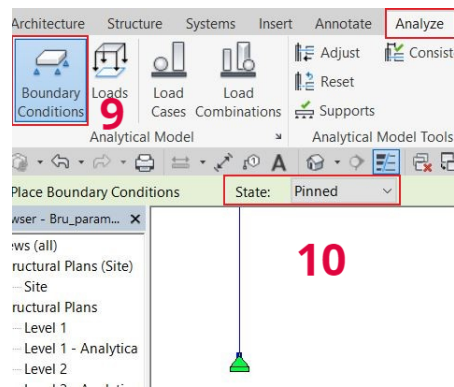 Architecture Structure Systems Insert Annotate Analyze
Boundary Conditions
Loads
Load Cases
Load Combinations
Adjust
Reset
Supports
Consist
9
Analytical Model
Analytical Model Tools
Place Boundary Conditions State: Pinned
wser - Bru_param... X
ews (all)
ructural Plans (Site)
Site
ructural Plans
Level 1
Level 1 - Analytica
Level 2
10